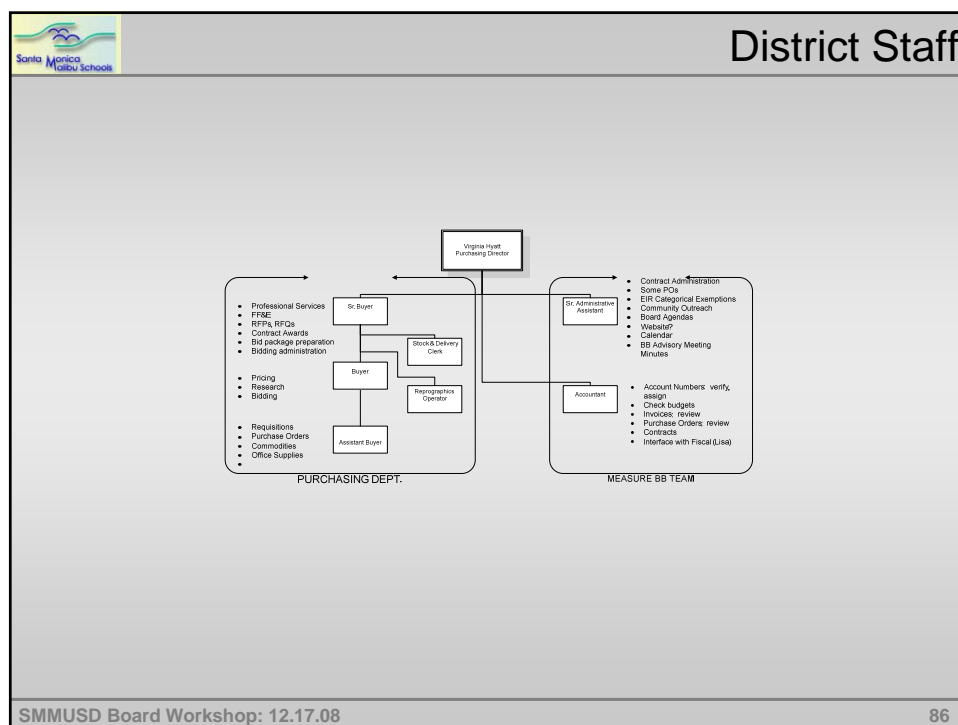 Santa Monica
Malibu Schools
District Staff
Virginia Hyatt
Purchasing Director
• Professional Services
• FF&E
• RFPs, RFQs
• Contract Awards
• Bid package preparation
• Bidding administration
Sr. Buyer
Stock & Delivery
Clerk
• Pricing
• Research
• Bidding
Buyer
Reprographics
Operator
• Requisitions
• Purchase Orders
• Commodities
• Office Supplies
•
Assistant Buyer
PURCHASING DEPT.
Sr. Administrative
Assistant
• Contract Administration
• Some POs
• EIR Categorical Exemptions
• Community Outreach
• Board Agendas
• Website?
• Calendar
• BB Advisory Meeting
Minutes
Accountant
• Account Numbers: verify,
assign
• Check budgets
• Invoices; review
• Purchase Orders; review
• Contracts
• Interface with Fiscal (Lisa)
MEASURE BB TEAM
SMMUSD Board Workshop: 12.17.08
86